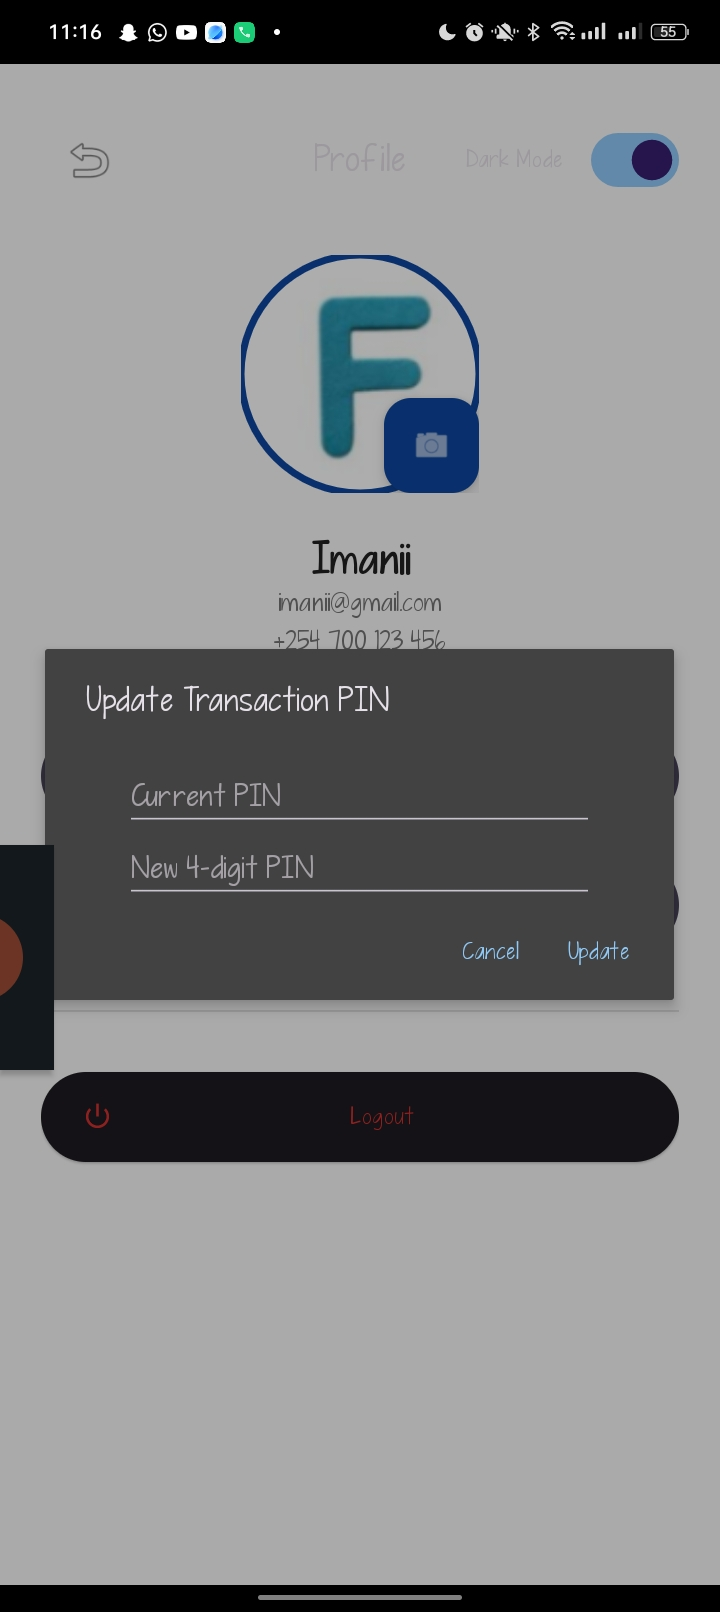 11:16
55
Profile
Dark Mode
F
Imanii
imanii@gmail.com
+254 700 123 456
Update Transaction PIN
Current PIN
New 4-digit PIN
Cancel
Update
Logout